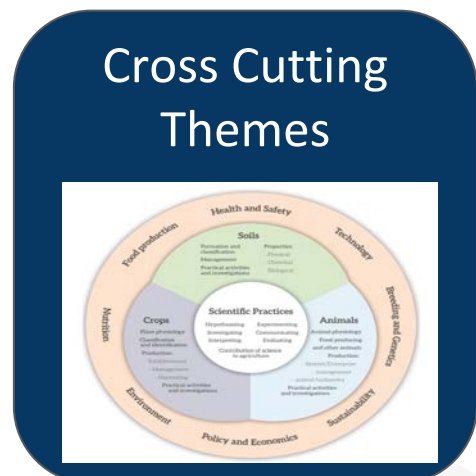 Cross Cutting
Themes
Health and Safety
Food production
Technology
Nutrition
Breeding and Genetics
Environment
Sustainability
Policy and Economics
Soils
Formation and
classification
Management
Practical activities
and investigations
Properties
Physical
Chemical
Biological
Crops
Plant physiology
Classification
and identification
Production:
Management
Harvesting
Practical activities
and investigations
Scientific Practices
Hypothesising
Experimenting
Investigating
Communicating
Interpreting
Evaluating
Contribution of science
to agriculture
Animals
Animal physiology
Food producing
and other animals
Production:
management
animal husbandry
Practical activities
and investigations